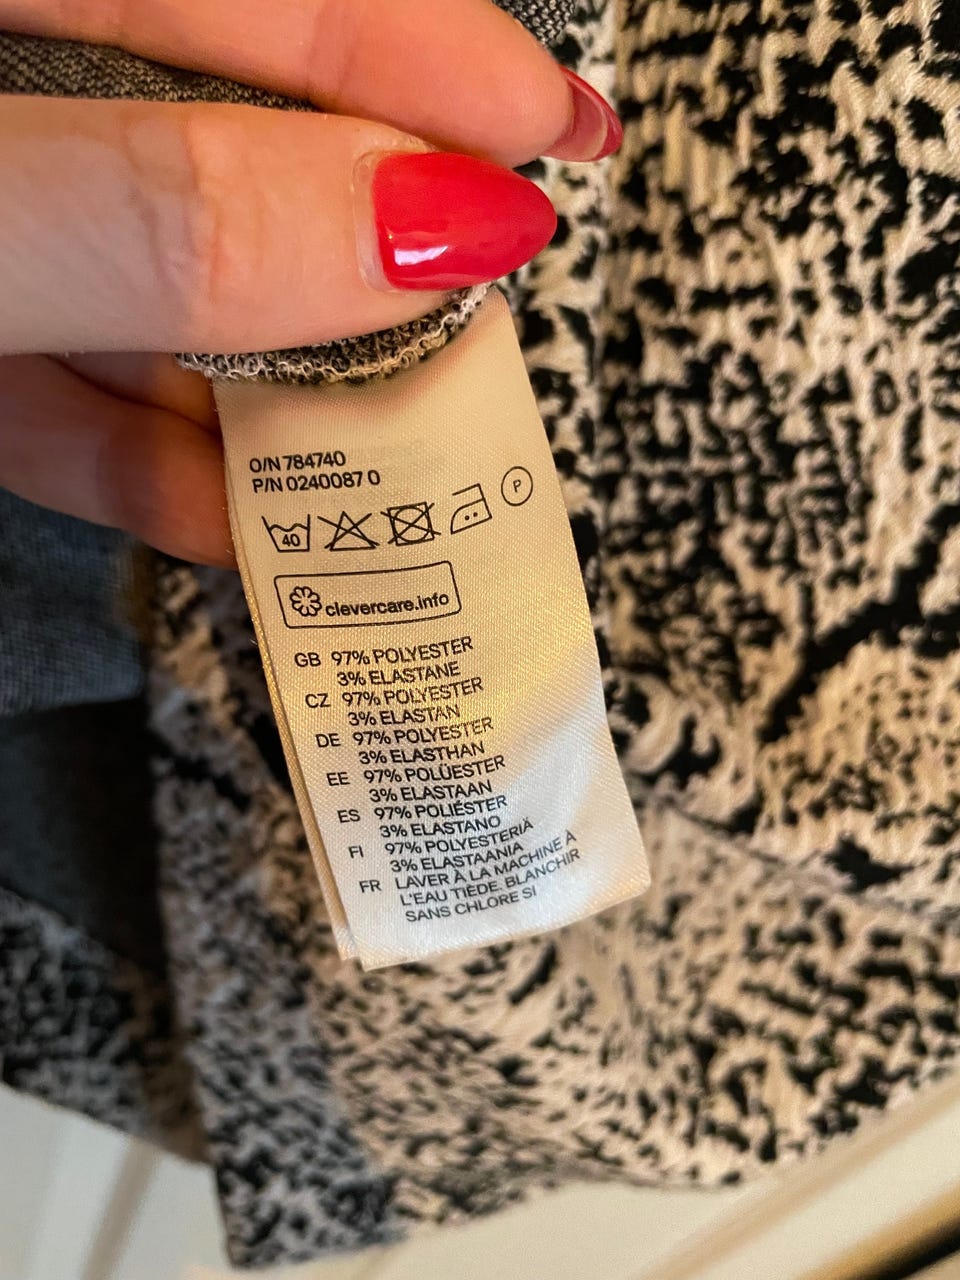 O/N 784740
P/N 0240087 0
40
P
clevercare.info
GB 97% POLYESTER
3% ELASTANE
CZ 97% POLYESTER
3% ELASTAN
DE 97% POLYESTER
3% ELASTHAN
EE 97% POLÜESTER
3% ELASTAAN
ES 97% POLIÉSTER
3% ELASTANO
FI 97% POLYESTERIÄ
3% ELASTAANIA
FR LAVER À LA MACHINE À
L'EAU TIÈDE. BLANCHIR
SANS CHLORE SI